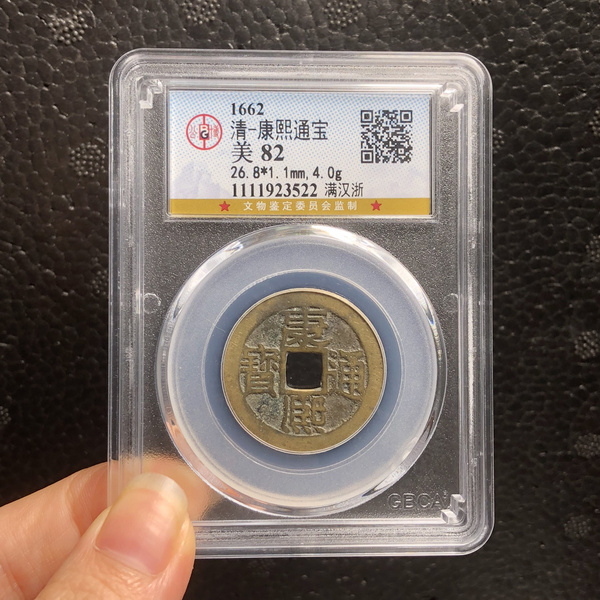 1662
清-康熙通宝
美 82
26.8*1.1mm,4.0g
1111923522 满汉浙
★ 文物鉴定委员会监制 ★
康熙通寶
GBCA